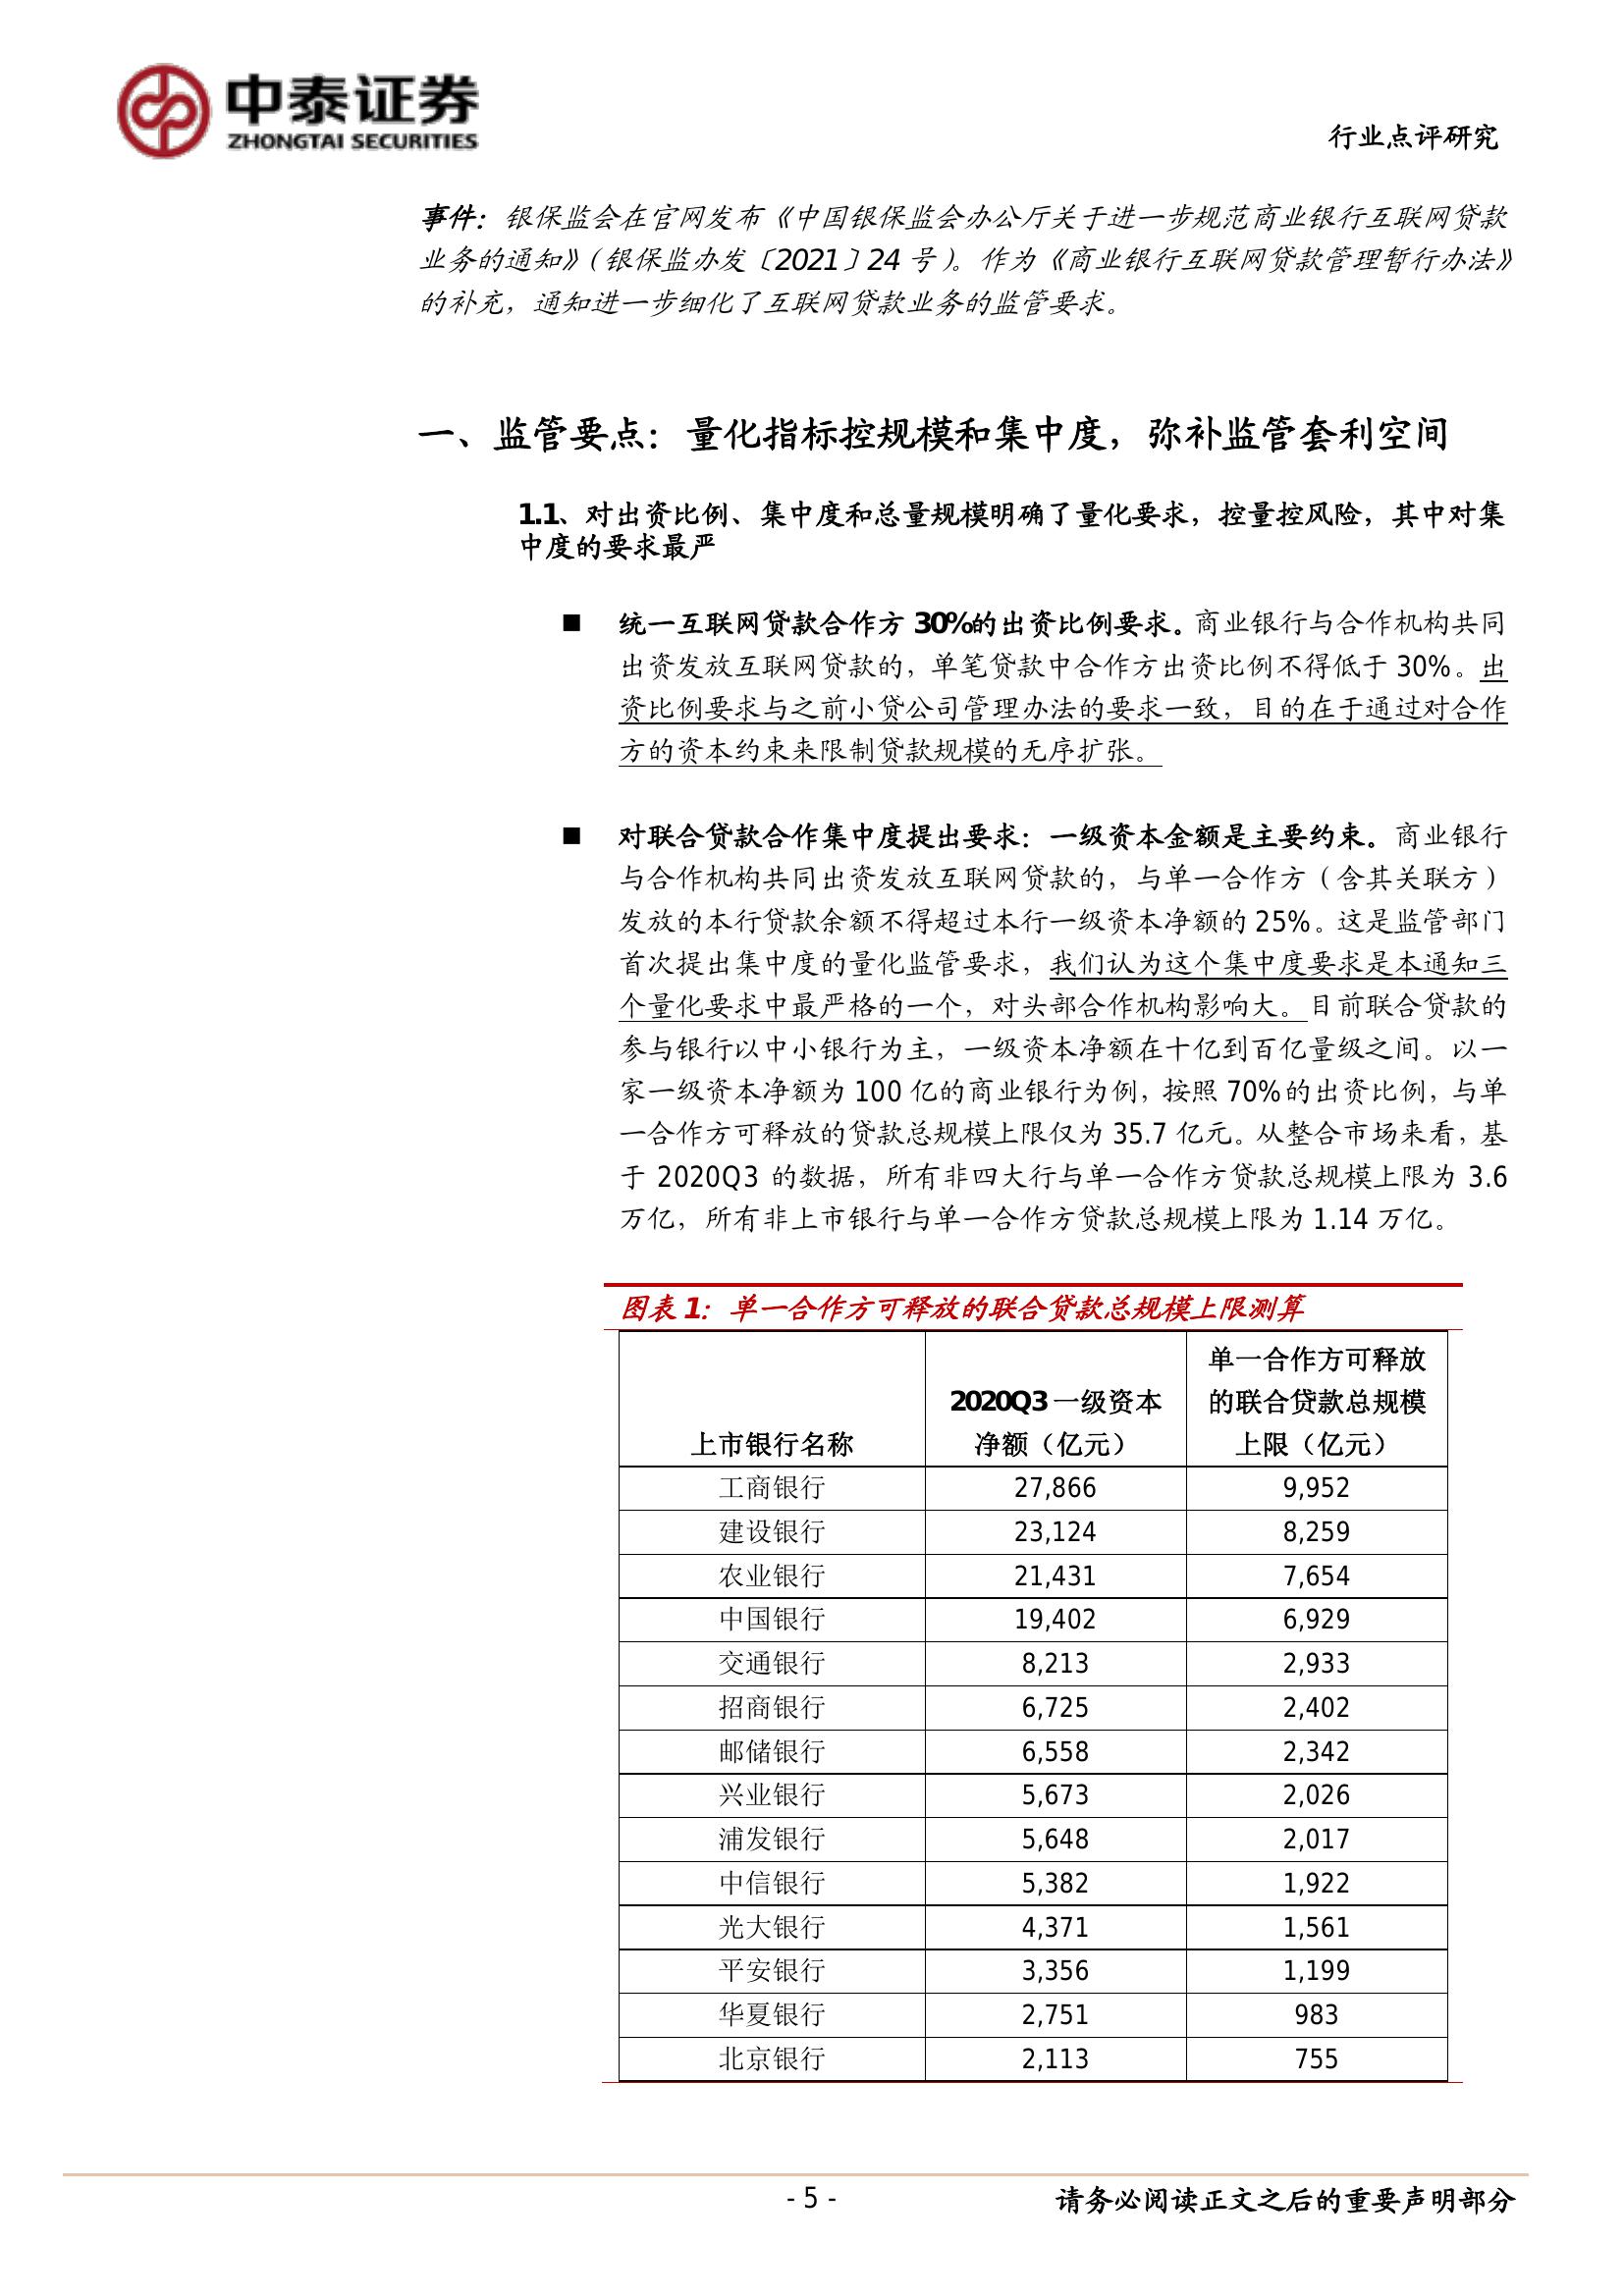 中泰证券
ZHONGTAI SECURITIES
行业点评研究
事件：银保监会在官网发布《中国银保监会办公厅关于进一步规范商业银行互联网贷款
业务的通知》（银保监办发〔2021〕24 号）。作为《商业银行互联网贷款管理暂行办法》
的补充，通知进一步细化了互联网贷款业务的监管要求。
一、监管要点：量化指标控规模和集中度，弥补监管套利空间
1.1、对出资比例、集中度和总量规模明确了量化要求，控量控风险，其中对集
中度的要求最严
■ 统一互联网贷款合作方 30%的出资比例要求。商业银行与合作机构共同
出资发放互联网贷款的，单笔贷款中合作方出资比例不得低于 30%。出
资比例要求与之前小贷公司管理办法的要求一致，目的在于通过对合作
方的资本约束来限制贷款规模的无序扩张。
■ 对联合贷款合作集中度提出要求：一级资本金额是主要约束。商业银行
与合作机构共同出资发放互联网贷款的，与单一合作方（含其关联方）
发放的本行贷款余额不得超过本行一级资本净额的 25%。这是监管部门
首次提出集中度的量化监管要求，我们认为这个集中度要求是本通知三
个量化要求中最严格的一个，对头部合作机构影响大。目前联合贷款的
参与银行以中小银行为主，一级资本净额在十亿到百亿量级之间。以一
家一级资本净额为 100 亿的商业银行为例，按照 70%的出资比例，与单
一合作方可释放的贷款总规模上限仅为 35.7 亿元。从整合市场来看，基
于 2020Q3 的数据，所有非四大行与单一合作方贷款总规模上限为 3.6
万亿，所有非上市银行与单一合作方贷款总规模上限为 1.14 万亿。
图表 1：单一合作方可释放的联合贷款总规模上限测算
上市银行名称 2020Q3 一级资本净额（亿元） 单一合作方可释放的联合贷款总规模上限（亿元）
工商银行 27,866 9,952
建设银行 23,124 8,259
农业银行 21,431 7,654
中国银行 19,402 6,929
交通银行 8,213 2,933
招商银行 6,725 2,402
邮储银行 6,558 2,342
兴业银行 5,673 2,026
浦发银行 5,648 2,017
中信银行 5,382 1,922
光大银行 4,371 1,561
平安银行 3,356 1,199
华夏银行 2,751 983
北京银行 2,113 755
- 5 -
请务必阅读正文之后的重要声明部分